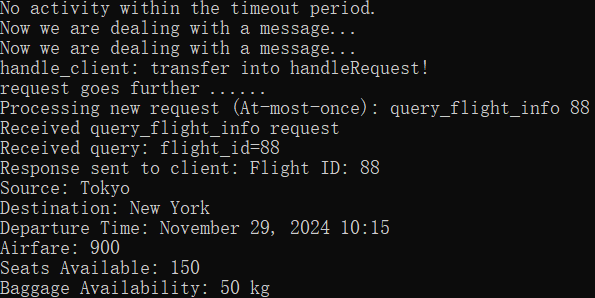 No activity within the timeout period.
Now we are dealing with a message...
Now we are dealing with a message...
handle_client: transfer into handleRequest!
request goes further ......
Processing new request (At-most-once): query_flight_info 88
Received query_flight_info request
Received query: flight_id=88
Response sent to client: Flight ID: 88
Source: Tokyo
Destination: New York
Departure Time: November 29, 2024 10:15
Airfare: 900
Seats Available: 150
Baggage Availability: 50 kg